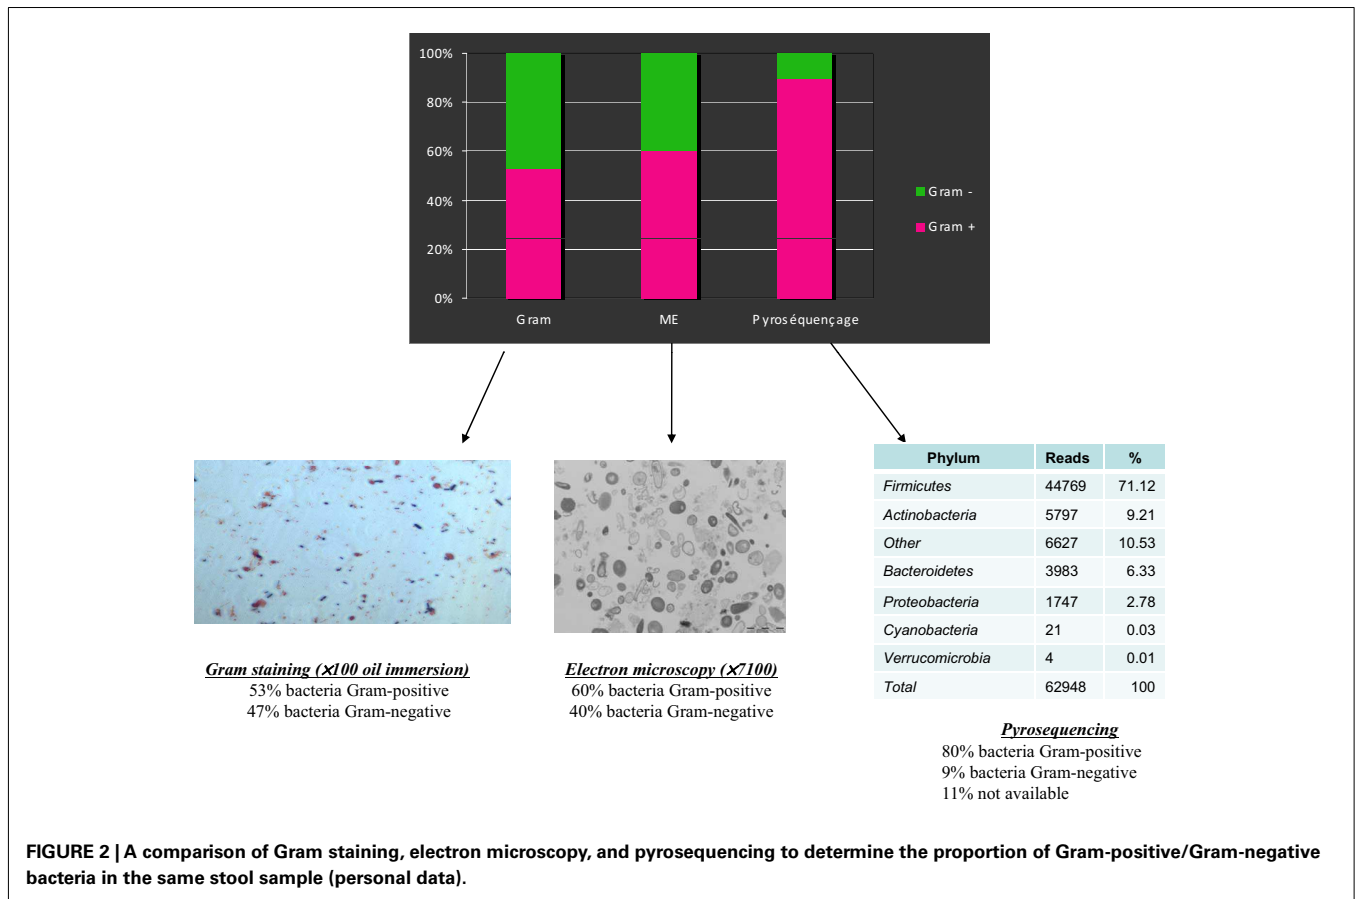 100%
80%
60%
40%
20%
0%
Gram
ME
Pyroséquençage
Gram -
Gram +
Phylum Reads %
Firmicutes 44769 71.12
Actinobacteria 5797 9.21
Other 6627 10.53
Bacteroidetes 3983 6.33
Proteobacteria 1747 2.78
Cyanobacteria 21 0.03
Verrucomicrobia 4 0.01
Total 62948 100
Gram staining (×100 oil immersion)
53% bacteria Gram-positive
47% bacteria Gram-negative
Electron microscopy (×7100)
60% bacteria Gram-positive
40% bacteria Gram-negative
Pyrosequencing
80% bacteria Gram-positive
9% bacteria Gram-negative
11% not available
FIGURE 2 | A comparison of Gram staining, electron microscopy, and pyrosequencing to determine the proportion of Gram-positive/Gram-negative
bacteria in the same stool sample (personal data).